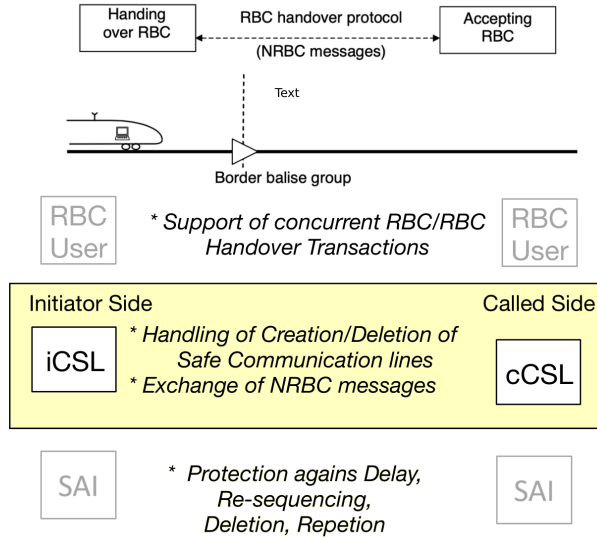 Handing
over RBC
RBC handover protocol
(NRBC messages)
Accepting
RBC
Text
Border balise group
RBC
User
* Support of concurrent RBC/RBC
Handover Transactions
RBC
User
Initiator Side
Called Side
iCSL
* Handling of Creation/Deletion of
Safe Communication lines
* Exchange of NRBC messages
cCSL
SAI
* Protection agains Delay,
Re-sequencing,
Deletion, Repetion
SAI